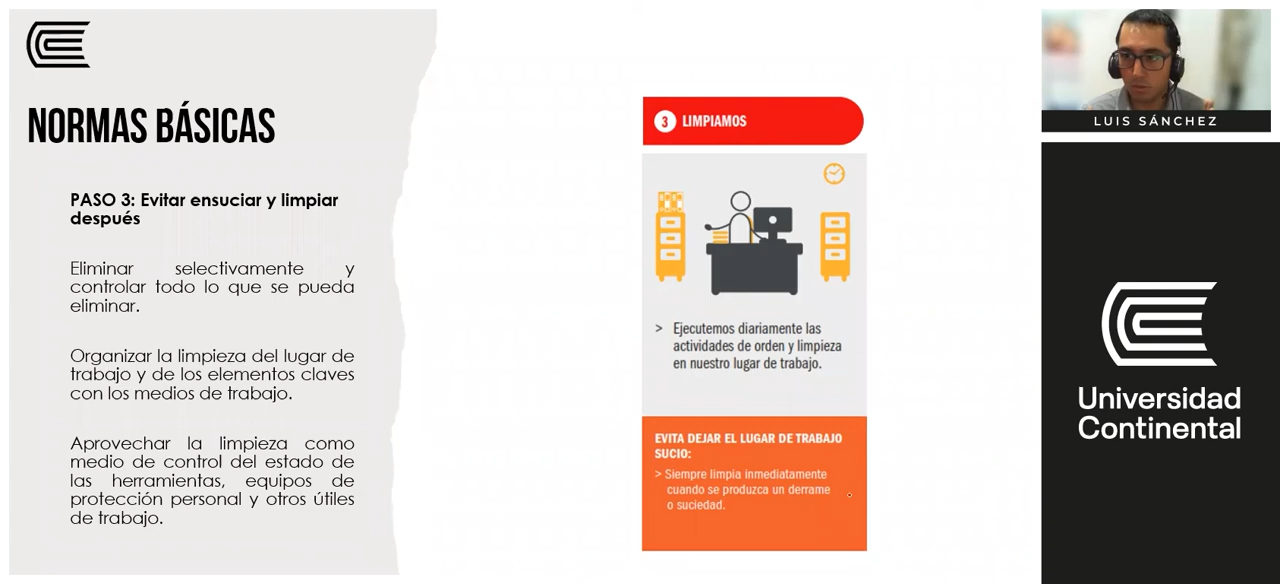 NORMAS BÁSICAS
PASO 3: Evitar ensuciar y limpiar
después
Eliminar selectivamente y
controlar todo lo que se pueda
eliminar.
Organizar la limpieza del lugar de
trabajo y de los elementos claves
con los medios de trabajo.
Aprovechar la limpieza como
medio de control del estado de
las herramientas, equipos de
protección personal y otros útiles
de trabajo.
3 LIMPIAMOS
> Ejecutemos diariamente las
actividades de orden y limpieza
en nuestro lugar de trabajo.
EVITA DEJAR EL LUGAR DE TRABAJO
SUCIO:
> Siempre limpia inmediatamente
cuando se produzca un derrame
o suciedad.
LUIS SÁNCHEZ
Universidad
Continental